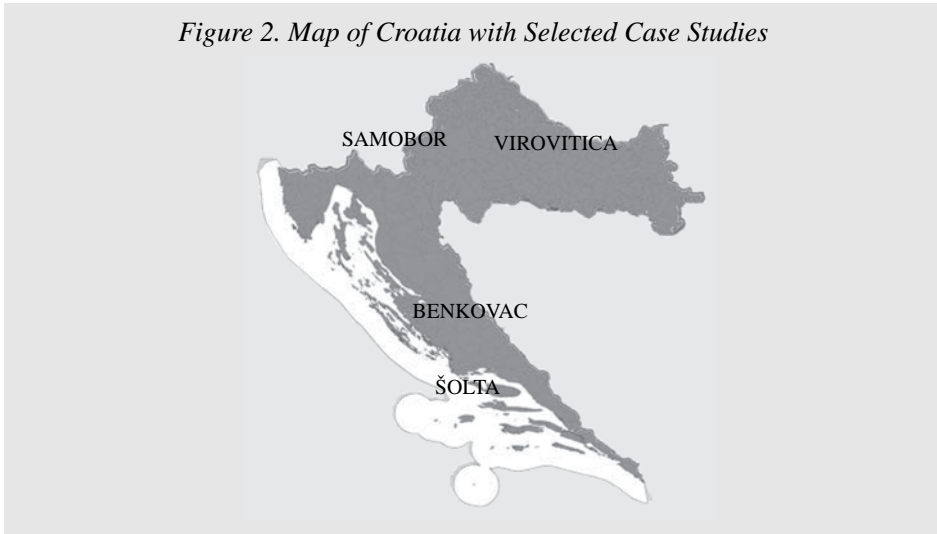 Figure 2. Map of Croatia with Selected Case Studies
SAMOBOR
VIROVITICA
BENKOVAC
ŠOLTA